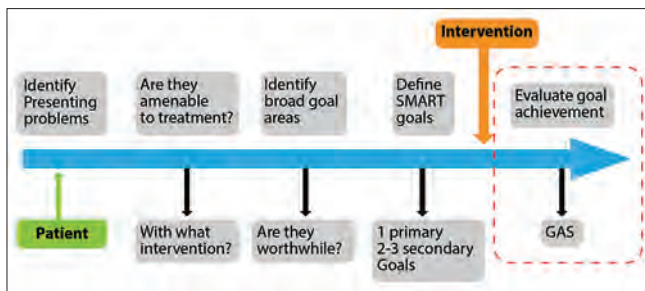 Intervention
Identify
Presenting
problems
Are they
amenable
to treatment?
Identify
broad goal
areas
Define
SMART
goals
Evaluate goal
achievement
Patient
With what
intervention?
Are they
worthwhile?
1 primary
2-3 secondary
Goals
GAS